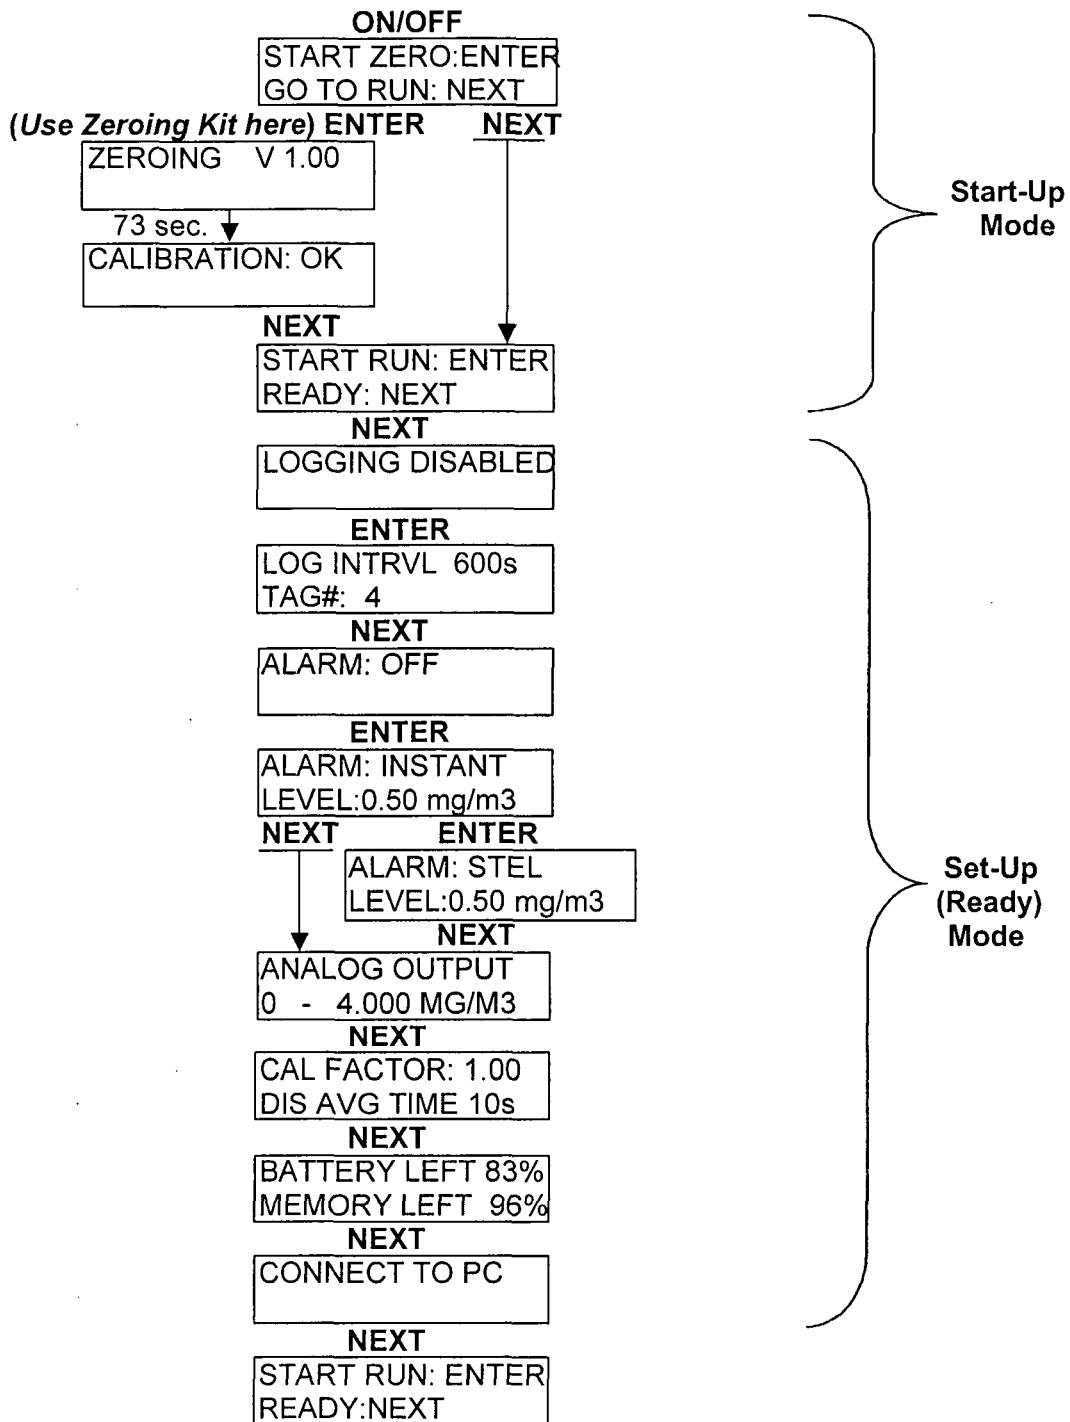 ON/OFF
START ZERO:ENTER
GO TO RUN: NEXT
(Use Zeroing Kit here) ENTER NEXT
ZEROING V 1.00
73 sec.
CALIBRATION: OK
NEXT
START RUN: ENTER
READY: NEXT
Start-Up
Mode
NEXT
LOGGING DISABLED
ENTER
LOG INTRVL 600s
TAG#: 4
NEXT
ALARM: OFF
ENTER
ALARM: INSTANT
LEVEL:0.50 mg/m3
NEXT ENTER
ALARM: STEL
LEVEL:0.50 mg/m3
NEXT
ANALOG OUTPUT
0 - 4.000 MG/M3
NEXT
CAL FACTOR: 1.00
DIS AVG TIME 10s
NEXT
BATTERY LEFT 83%
MEMORY LEFT 96%
NEXT
CONNECT TO PC
Set-Up
(Ready)
Mode
NEXT
START RUN: ENTER
READY:NEXT